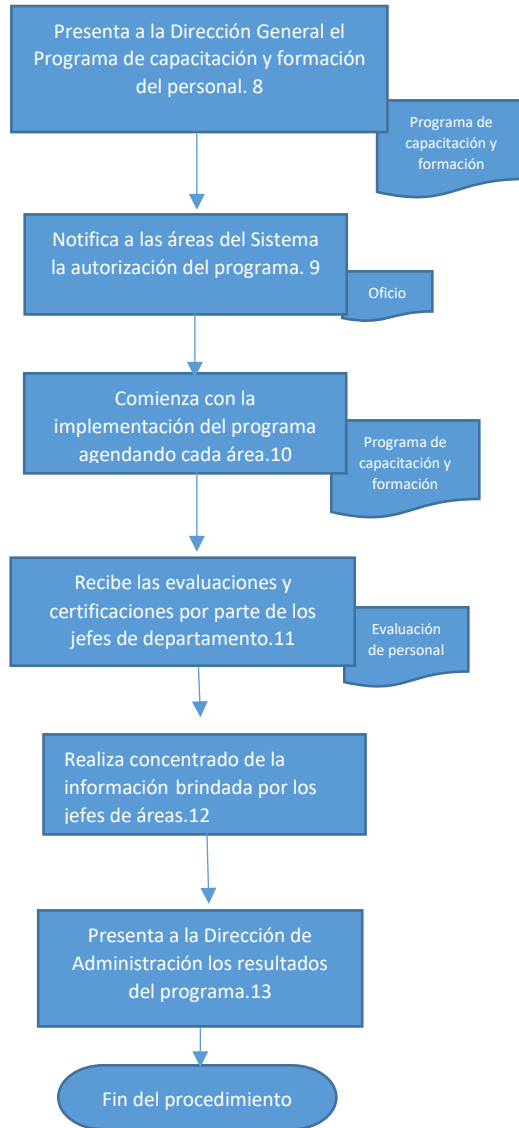 Presenta a la Dirección General el
Programa de capacitación y formación
del personal. 8
Programa de
capacitación y
formación
Notifica a las áreas del Sistema
la autorización del programa. 9
Oficio
Comienza con la
implementación del programa
agendando cada área.10
Programa de
capacitación y
formación
Recibe las evaluaciones y
certificaciones por parte de los
jefes de departamento.11
Evaluación
de personal
Realiza concentrado de la
información brindada por los
jefes de áreas.12
Presenta a la Dirección de
Administración los resultados
del programa.13
Fin del procedimiento